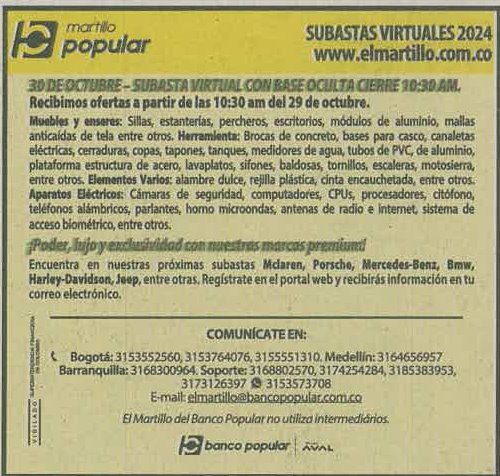 martillo
popular
SUBASTAS VIRTUALES 2024
www.elmartillo.com.co
30 DE OCTUBRE – SUBASTA VIRTUAL CON BASE OCULTA CIERRE 10:30 AM.
Recibimos ofertas a partir de las 10:30 am del 29 de octubre.
Muebles y enseres: Sillas, estanterías, percheros, escritorios, módulos de aluminio, mallas
anticaídas de tela entre otros. Herramienta: Brocas de concreto, bases para casco, canaletas
eléctricas, cerraduras, copas, tapones, tanques, medidores de agua, tubos de PVC, de aluminio,
plataforma estructura de acero, lavaplatos, sifones, baldosas, tornillos, escaleras, motosierra,
entre otros. Elementos Varios: alambre dulce, rejilla plástica, cinta encauchetada, entre otros.
Aparatos Eléctricos: Cámaras de seguridad, computadores, CPUs, procesadores, citófono,
teléfonos alámbricos, parlantes, horno microondas, antenas de radio e internet, sistema de
acceso biométrico, entre otros.
¡Poder, lujo y exclusividad con nuestras marcas premium!
Encuentra en nuestras próximas subastas Mclaren, Porsche, Mercedes-Benz, Bmw,
Harley-Davidson, Jeep, entre otras. Regístrate en el portal web y recibirás información en tu
correo electrónico.
COMUNÍCATE EN:
Bogotá: 3153552560, 3153764076, 3155551310. Medellín: 3164656957
Barranquilla: 3168300964. Soporte: 3168802570, 3174254284, 3185383953,
3173126397 3153573708
E-mail: elmartillo@bancopopular.com.co
El Martillo del Banco Popular no utiliza intermediários.
banco popular
AVAL
VIGILADO
SUPERINTENDENCIA FINANCIERA
DE COLOMBIA